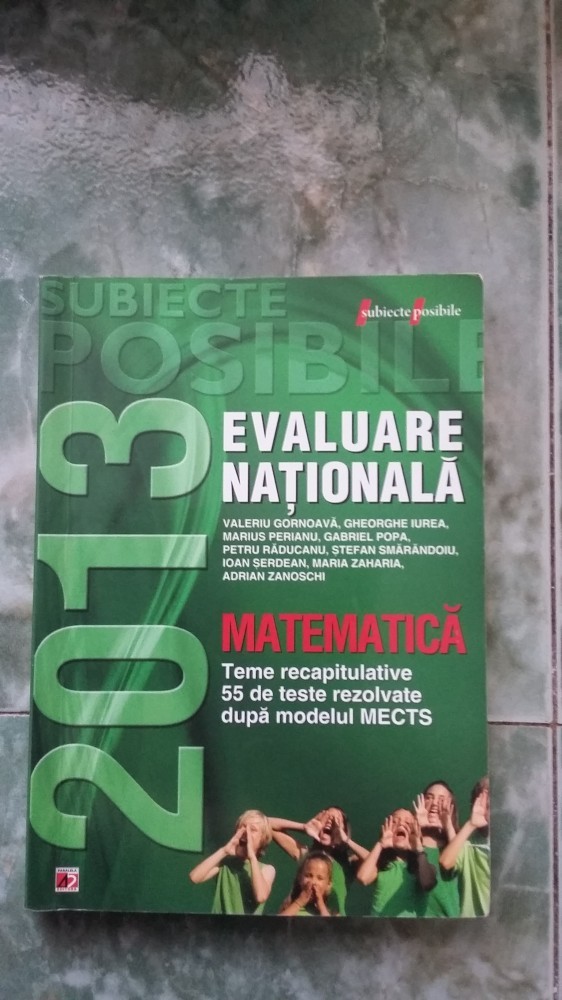 SUBIECTE
POSIBILE
subiecte posibile
2013
EVALUARE
NAȚIONALĂ
VALERIU GORNOAVĂ, GHEORGHE IUREA,
MARIUS PERIANU, GABRIEL POPA,
PETRU RĂDUCANU, ȘTEFAN SMĂRĂNDOIU,
IOAN ȘERDEAN, MARIA ZAHARIA,
ADRIAN ZANOSCHI
MATEMATICĂ
Teme recapitulative
55 de teste rezolvate
după modelul MECTS